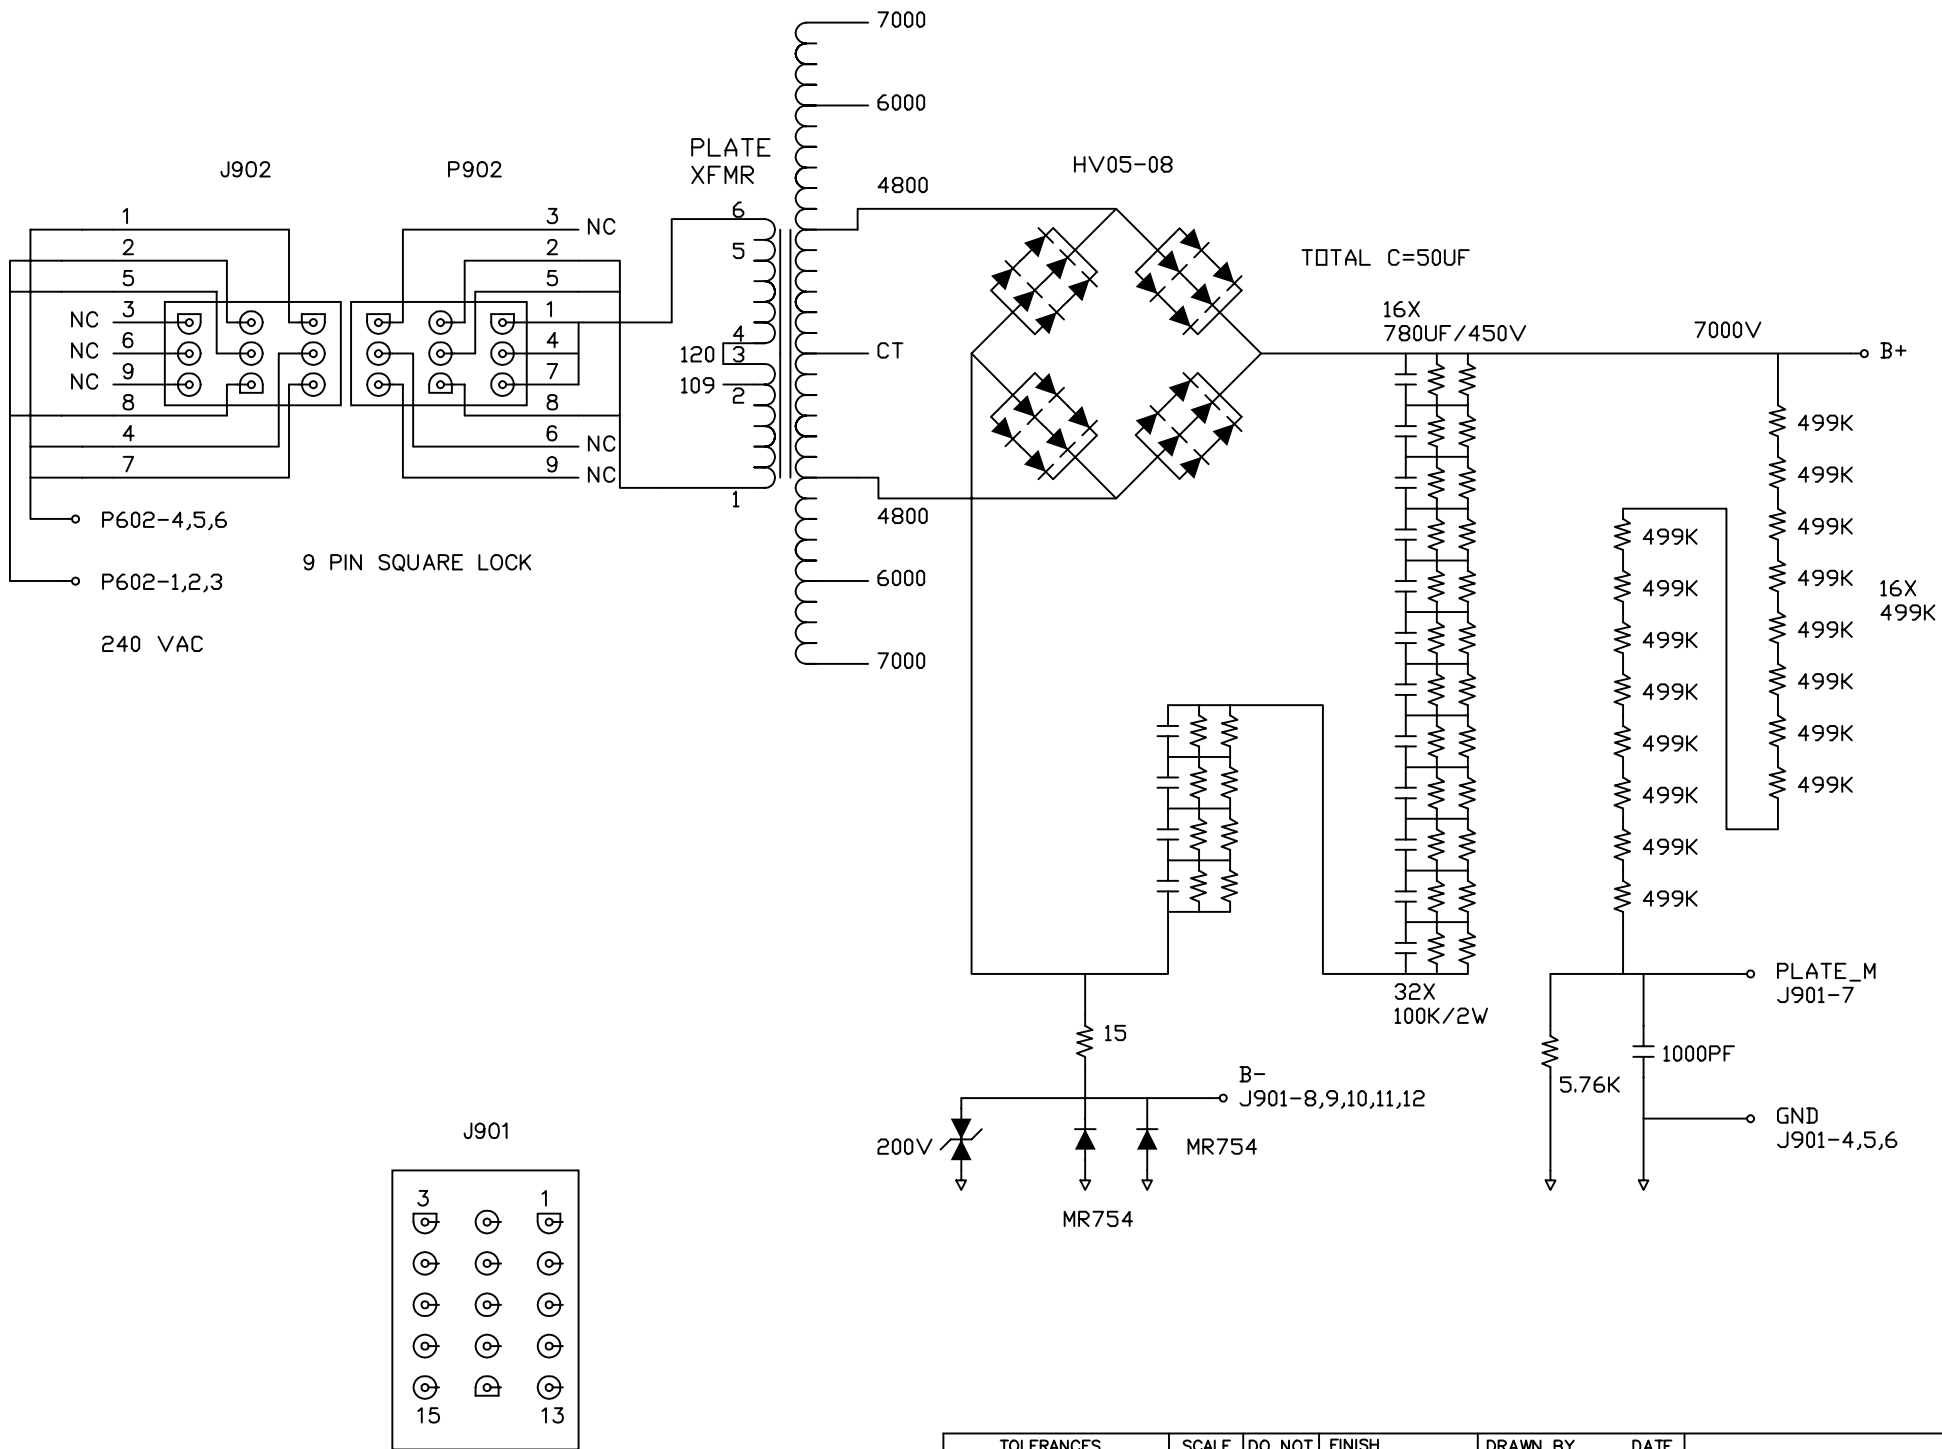 7000
6000
PLATE
XFMR
J902
P902
HV05-08
4800
1
3
NC
6
2
2
5
TOTAL C=50UF
5
5
NC
3
1
16X
780UF/450V
7000V
NC
6
4
4
120
3
CT
B+
NC
9
7
109
2
8
8
499K
4
6
NC
7
9
NC
499K
1
P602-4,5,6
4800
499K
499K
9 PIN SQUARE LOCK
P602-1,2,3
6000
499K
499K
16X
499K
240 VAC
499K
499K
7000
499K
499K
499K
499K
499K
499K
499K
499K
PLATE_M
J901-7
32X
100K/2W
15
1000PF
5.76K
B-
J901-8,9,10,11,12
GND
J901-4,5,6
J901
200V
MR754
MR754
3
1
15
13
TOLERANCES
SCALE
DO NOT
FINISH
DRAWN BY
DATE